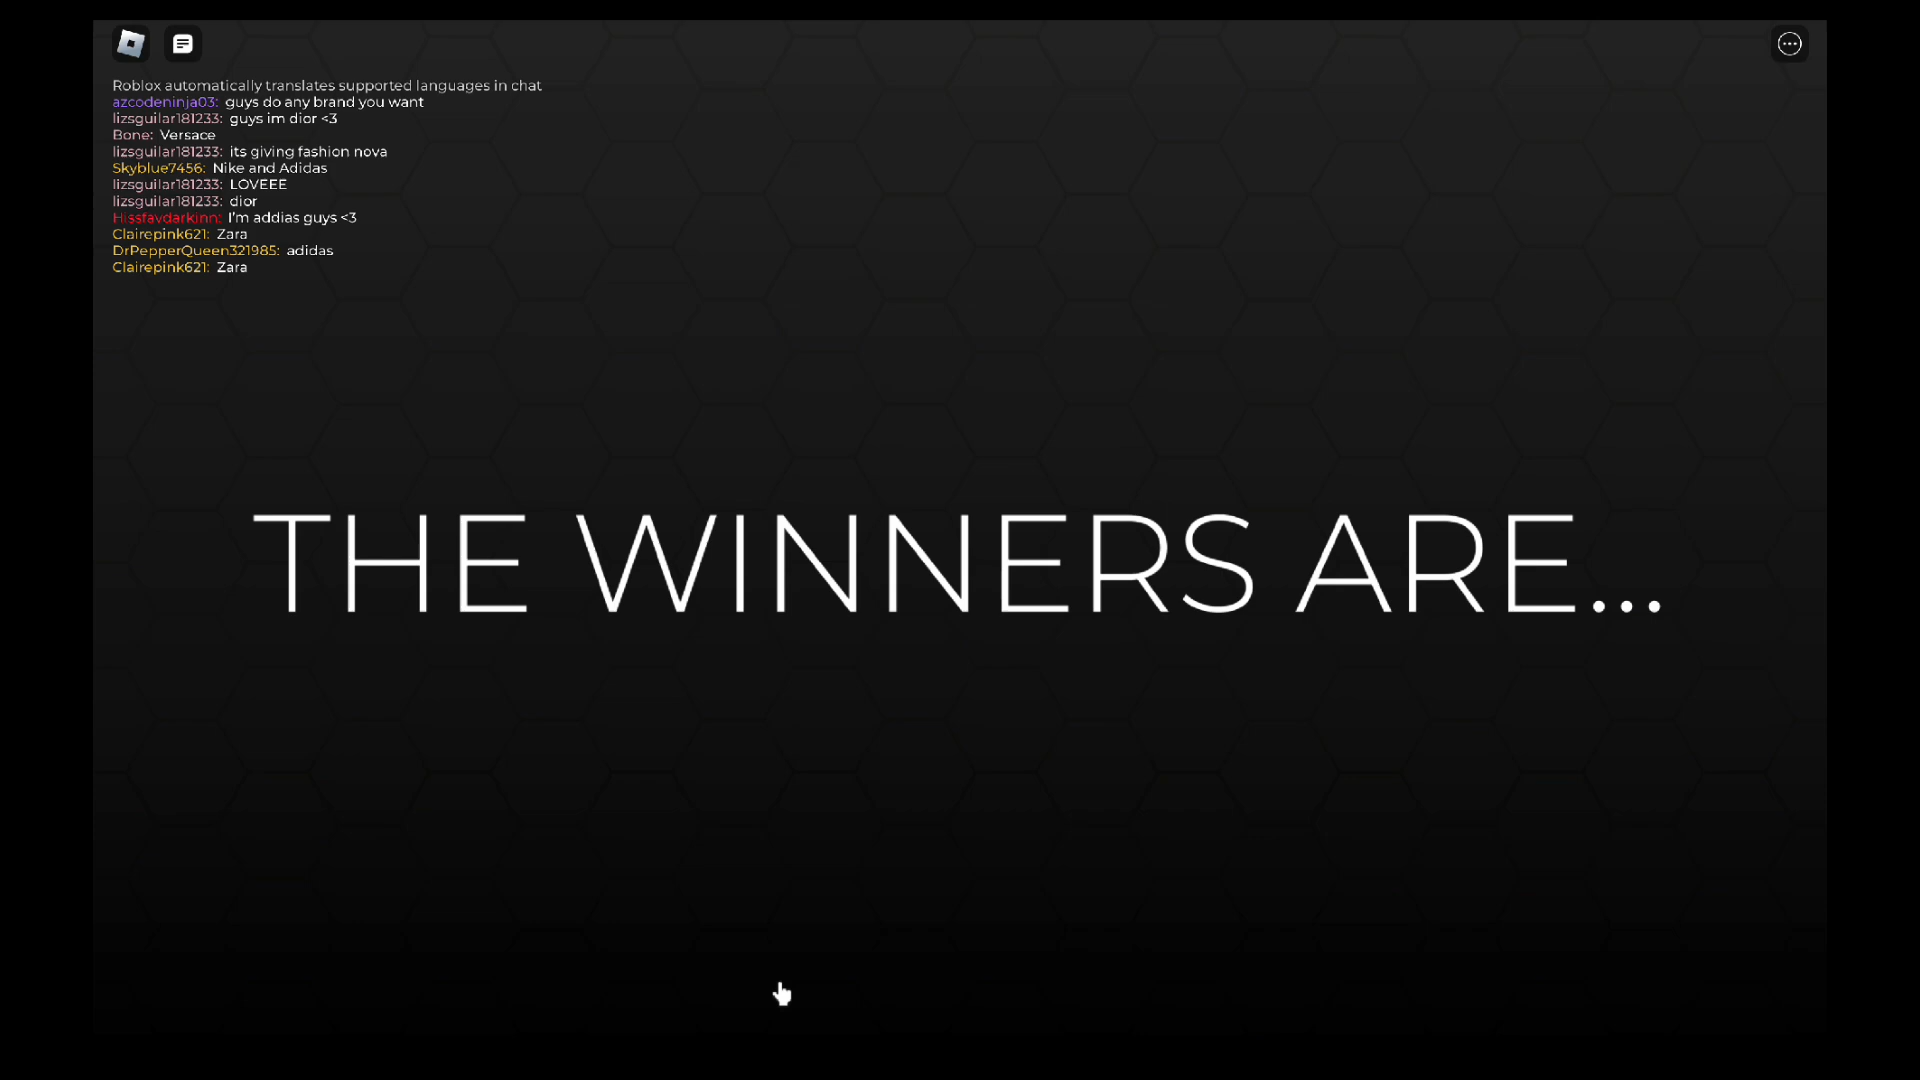 Roblox automatically translates supported languages in chat
azcodeninja03: guys do any brand you want
lizsguilar181233: guys im dior <3
Bone: Versace
lizsguilar181233: its giving fashion nova
Skyblue7456: Nike and Adidas
lizsguilar181233: LOVEEE
lizsguilar181233: dior
Hissfavdarkinn: I'm addias guys <3
Clairepink621: Zara
DrPepperQueen321985: adidas
Clairepink621: Zara
THE WINNERS ARE...